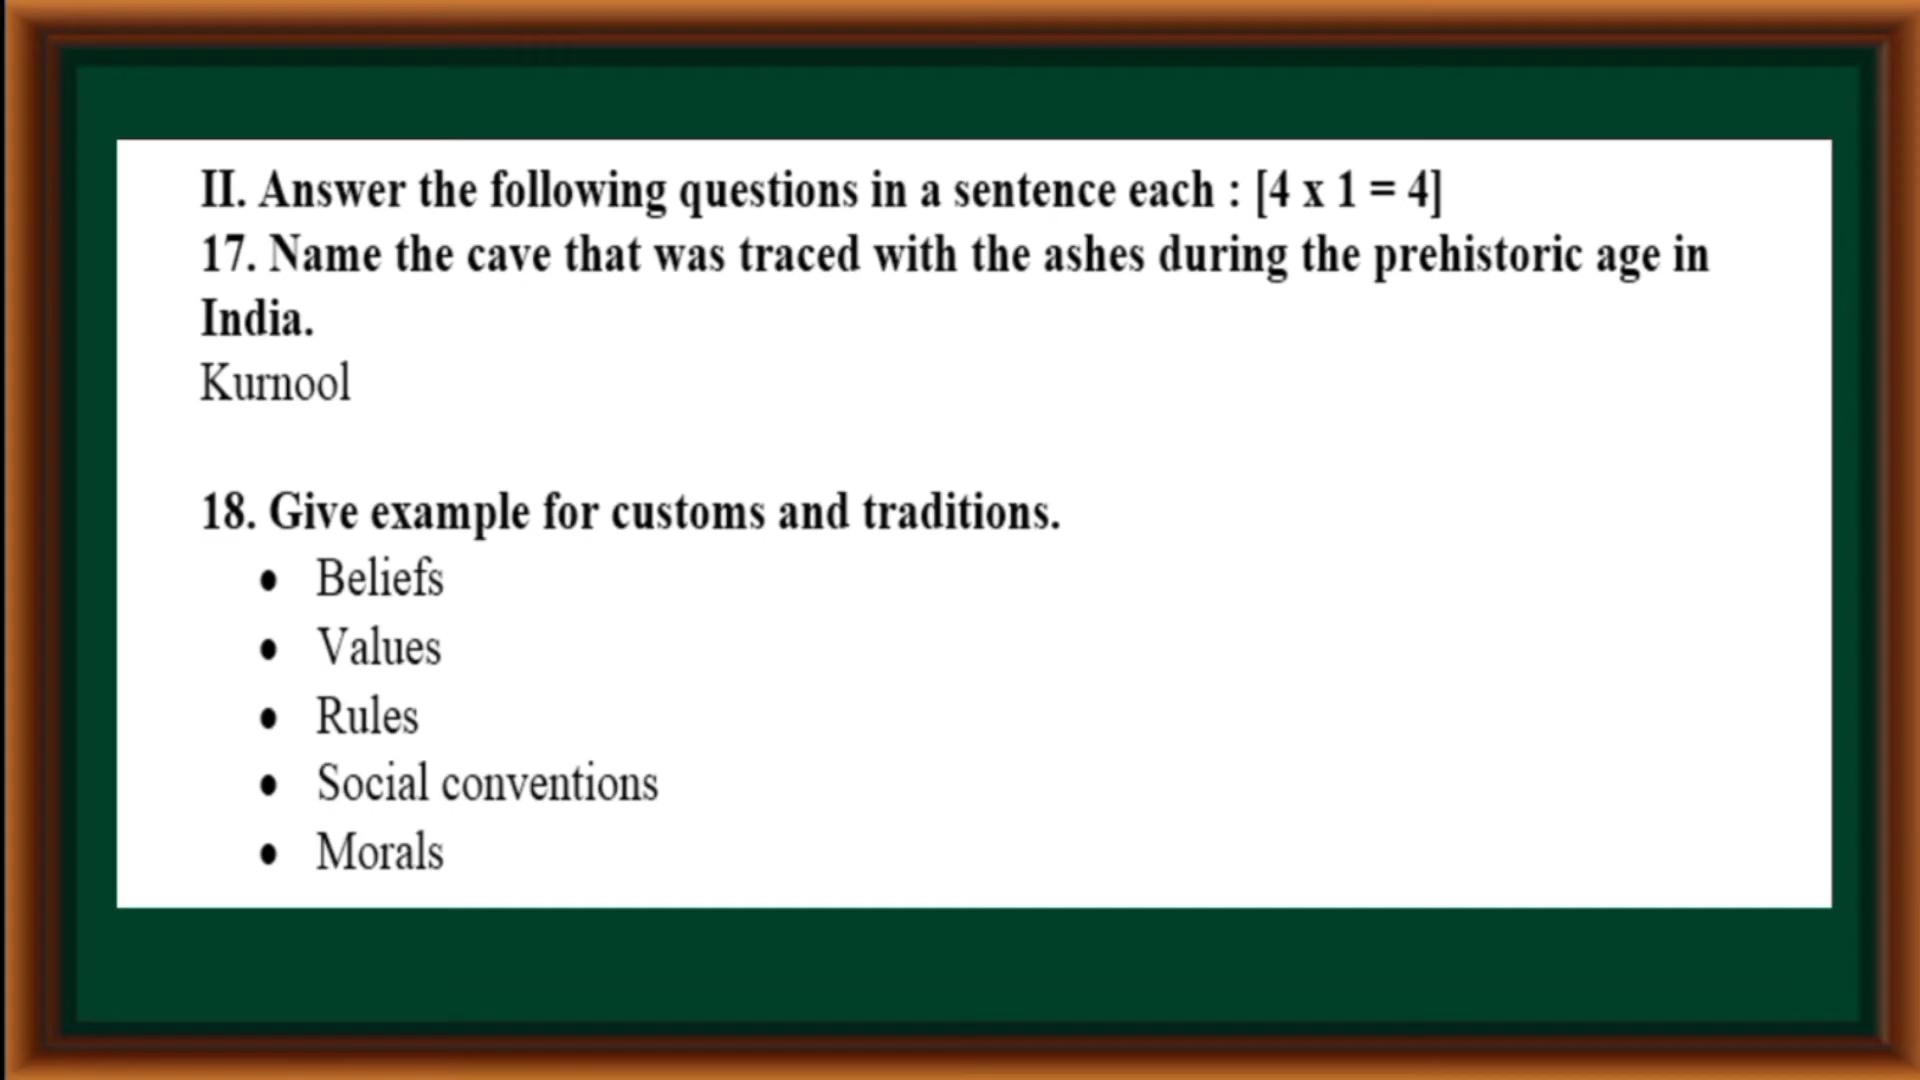 II. Answer the following questions in a sentence each : [4 x 1 = 4]
17. Name the cave that was traced with the ashes during the prehistoric age in
India.
Kurnool
18. Give example for customs and traditions.
• Beliefs
• Values
• Rules
• Social conventions
• Morals